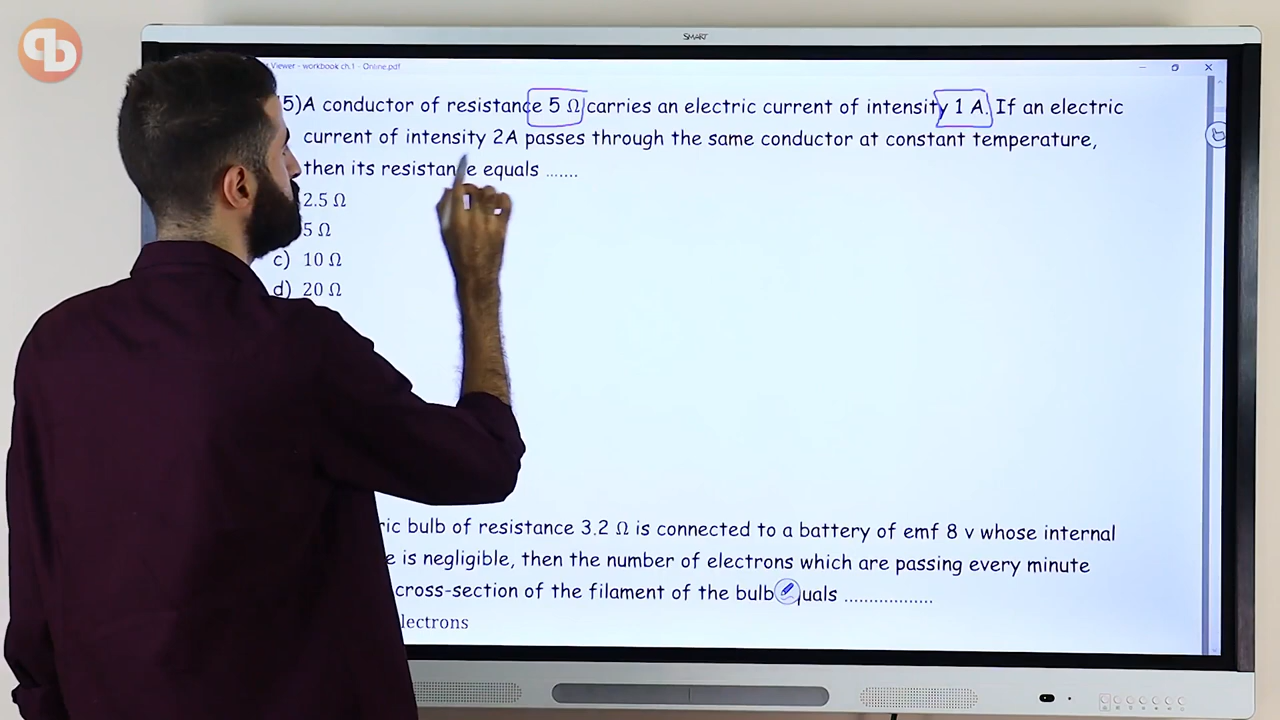 SMART
Viewer - workbook ch.1 - Online.pdf
5)A conductor of resistance 5 Ω carries an electric current of intensity 1 A. If an electric
current of intensity 2A passes through the same conductor at constant temperature,
then its resistance equals .......
2.5 Ω
5 Ω
c) 10 Ω
d) 20 Ω
ric bulb of resistance 3.2 Ω is connected to a battery of emf 8 v whose internal
e is negligible, then the number of electrons which are passing every minute
cross-section of the filament of the bulb quals ..................
lectrons